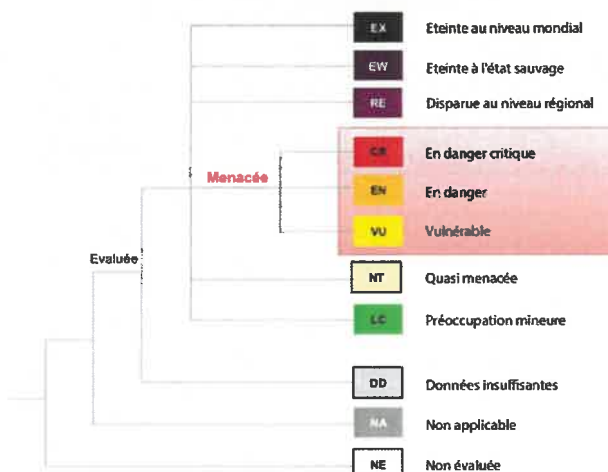 EX Eteinte au niveau mondial
EW Eteinte à l'état sauvage
RE Disparue au niveau régional
CR En danger critique
Menacée
EN En danger
VU Vulnérable
Evaluée
NT Quasi menacée
LC Préoccupation mineure
DD Données insuffisantes
NA Non applicable
NE Non évaluée